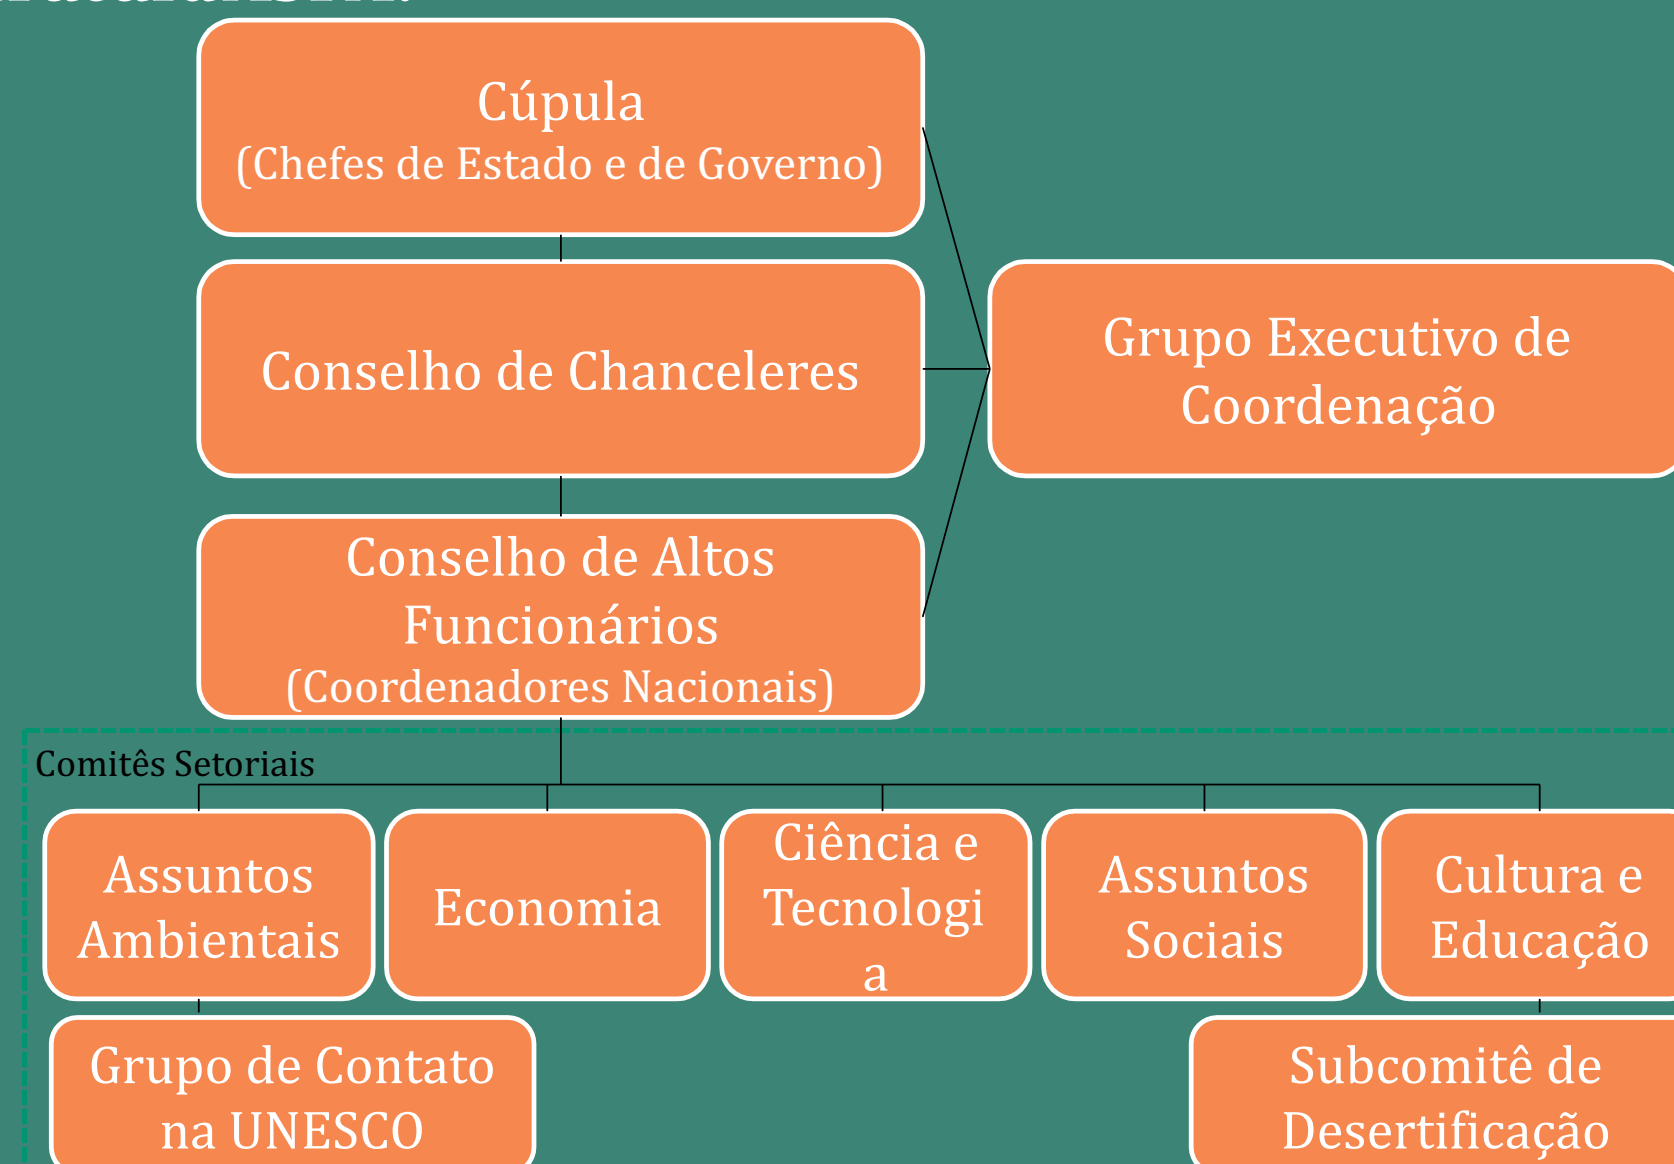 Cúpula
(Chefes de Estado e de Governo)
Conselho de Chanceleres
Grupo Executivo de
Coordenação
Conselho de Altos
Funcionários
(Coordenadores Nacionais)
Comitês Setoriais
Assuntos
Ambientais
Economia
Ciência e
Tecnologi
a
Assuntos
Sociais
Cultura e
Educação
Grupo de Contato
na UNESCO
Subcomitê de
Desertificação